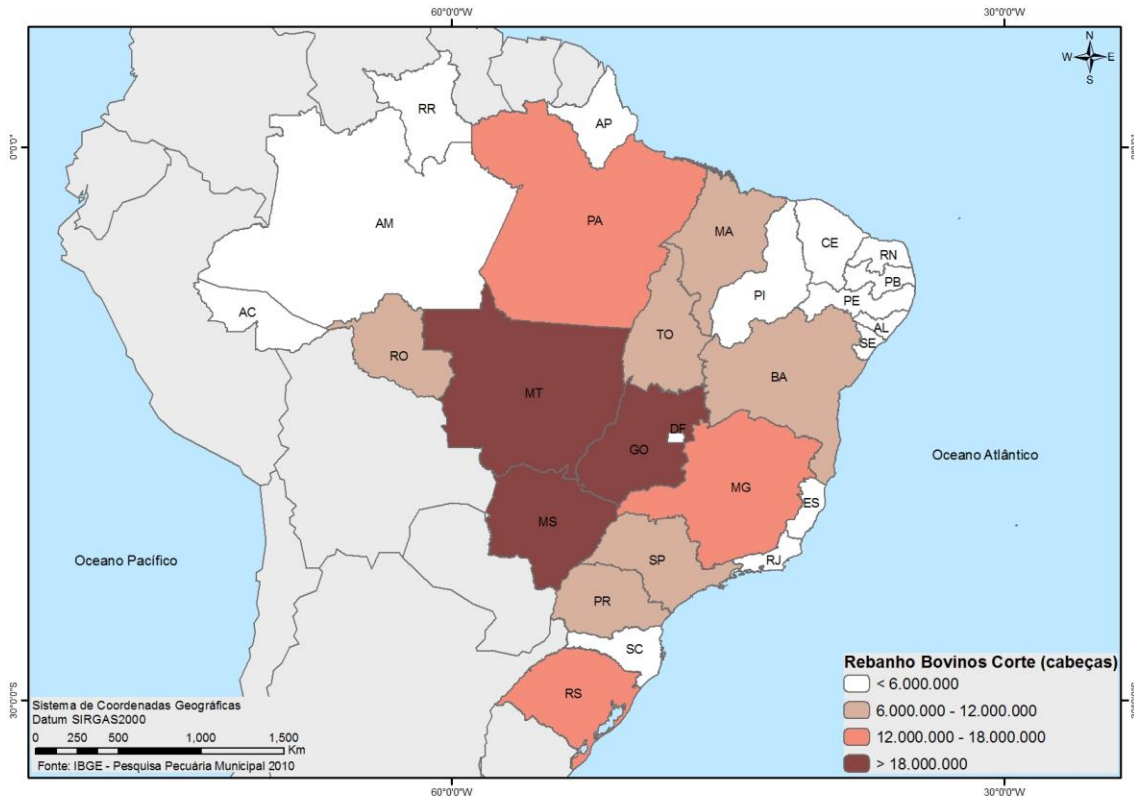 60°0'0"W
30°0'0"W
N
W E
S
RR
AP
0°0'0"
AM
PA
MA
CE
RN
PB
PI
PE
AL
SE
AC
TO
RO
BA
MT
DF
GO
Oceano Atlântico
MG
MS
ES
SP
RJ
Oceano Pacífico
PR
SC
RS
Rebanho Bovinos Corte (cabeças)
< 6.000.000
6.000.000 - 12.000.000
12.000.000 - 18.000.000
> 18.000.000
30°0'0"S
Sistema de Coordenadas Geográficas
Datum SIRGAS2000
0 250 500 1,000 1,500
Km
Fonte: IBGE - Pesquisa Pecuária Municipal 2010
60°0'0"W
30°0'0"W